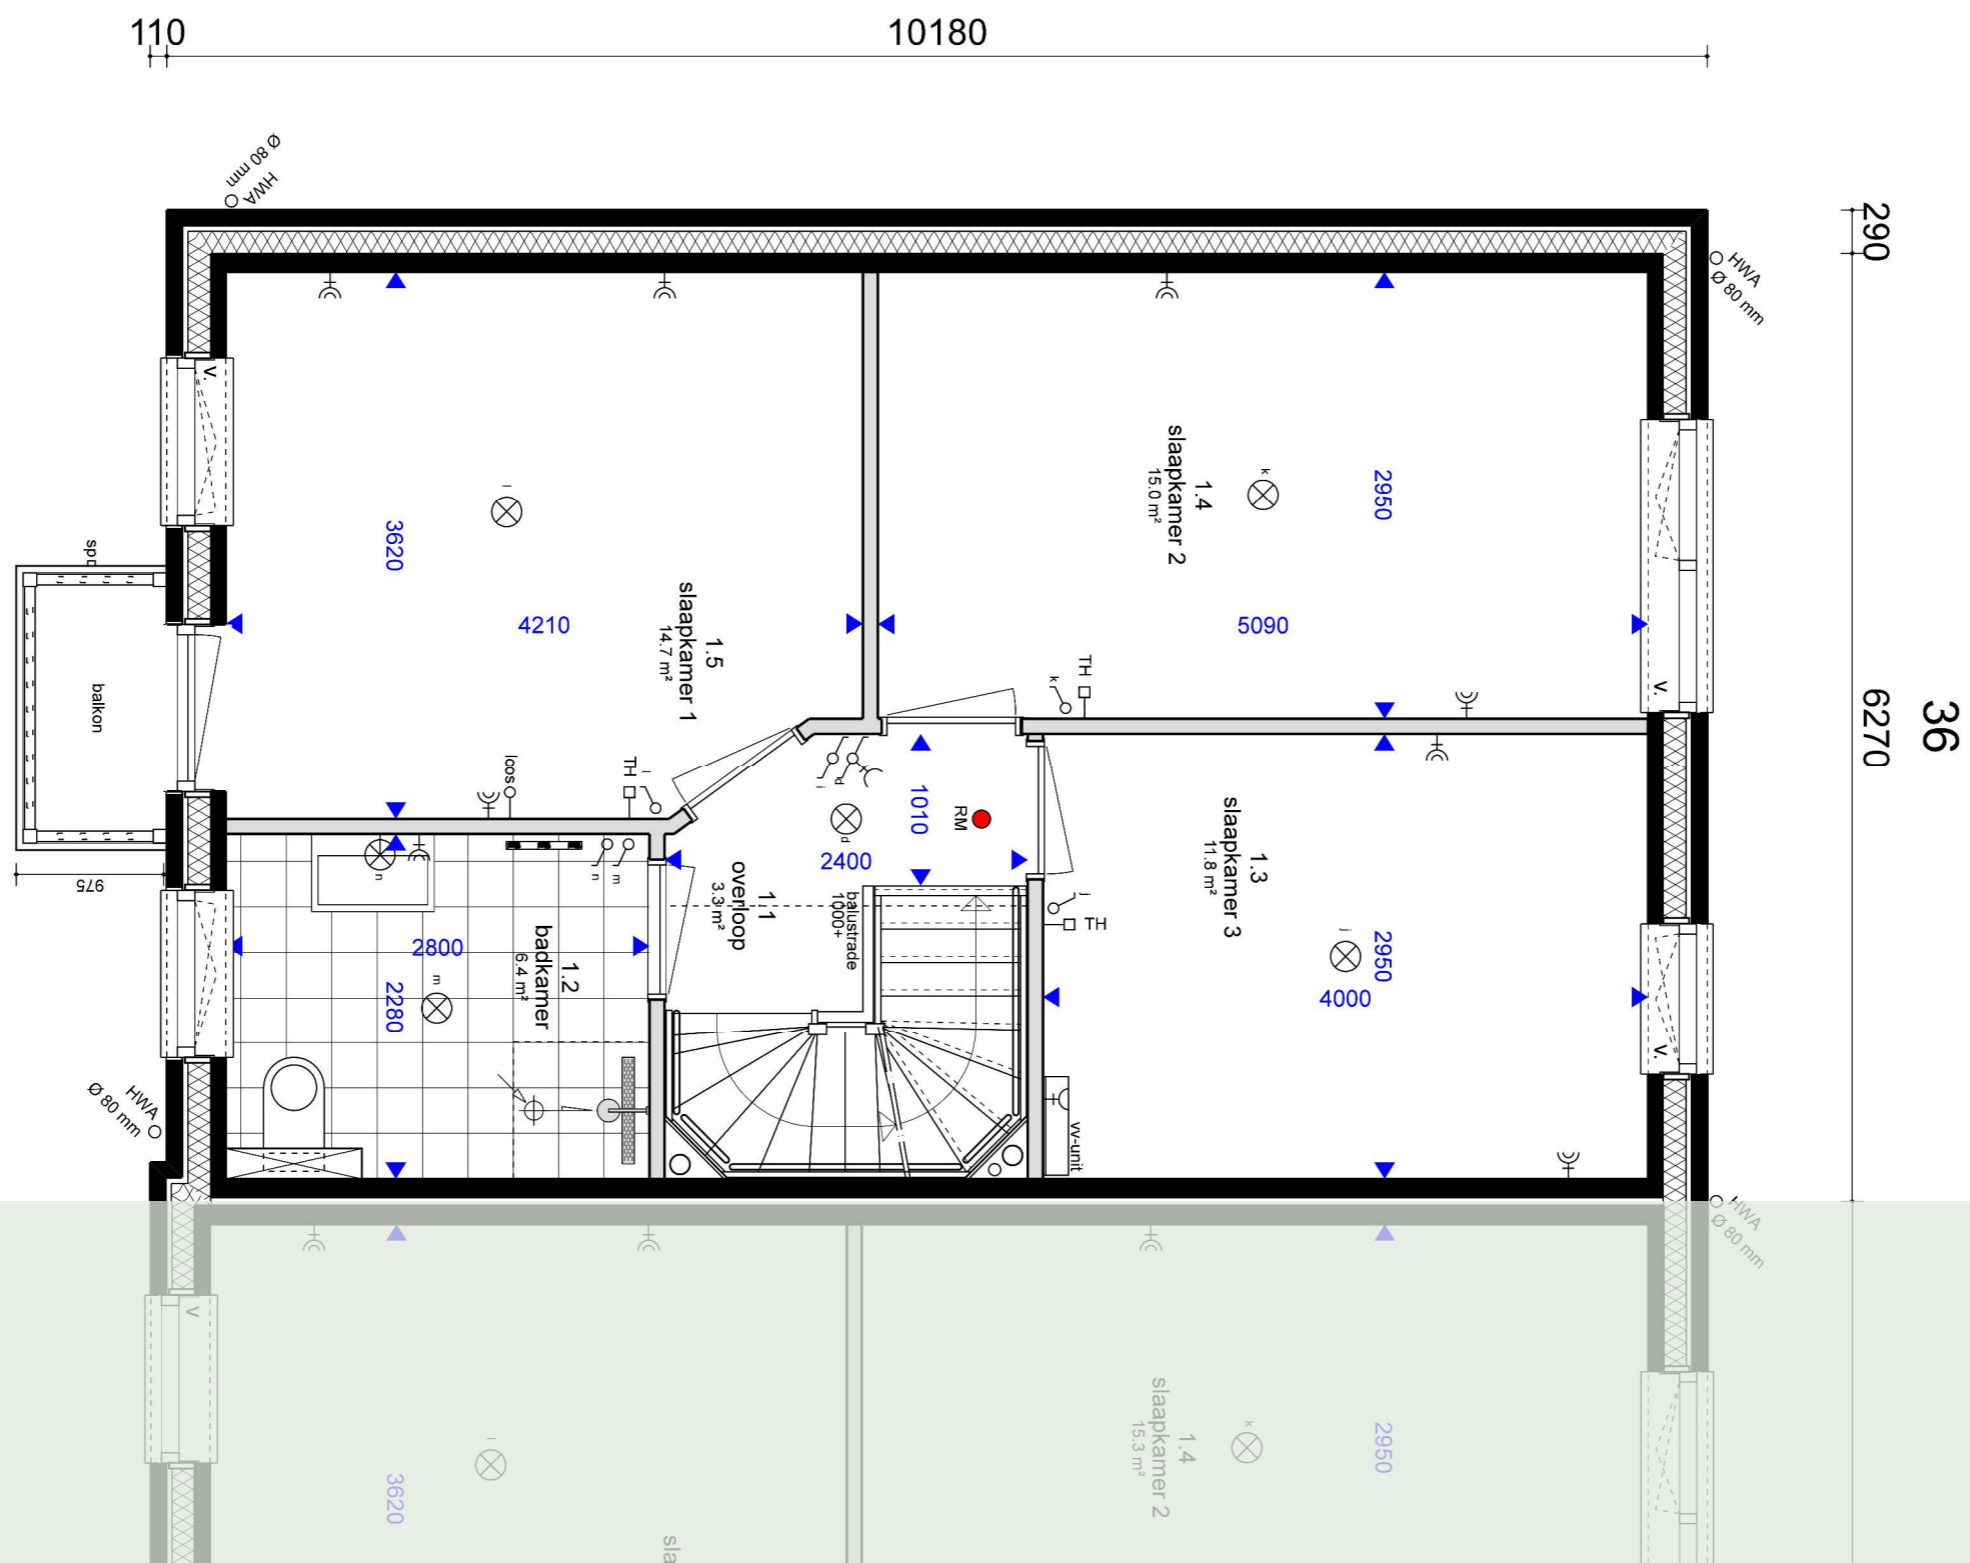 110
10180
Ø 80 mm
HWA
290
HWA
Ø 80 mm
v.
k
1.4
slaapkamer 2
15.0 m²
2950
l
3620
sp
4210
5090
1.5
slaapkamer 1
14.7 m²
TH
k
v.
balkon
6270
36
icos
TH
l
i
d
1010
RM
d
2400
1.3
slaapkamer 3
11.8 m²
975
n
n
m
1.1
overloop
3.3 m²
balustrade
1000+
j
TH
j
2950
4000
2800
1.2
badkamer
6.4 m²
m
2280
v.
HWA
Ø 80 mm
vv-unit
HWA
Ø 80 mm
v
1.4
slaapkamer 2
15.3 m²
k
2950
l
3620
sla